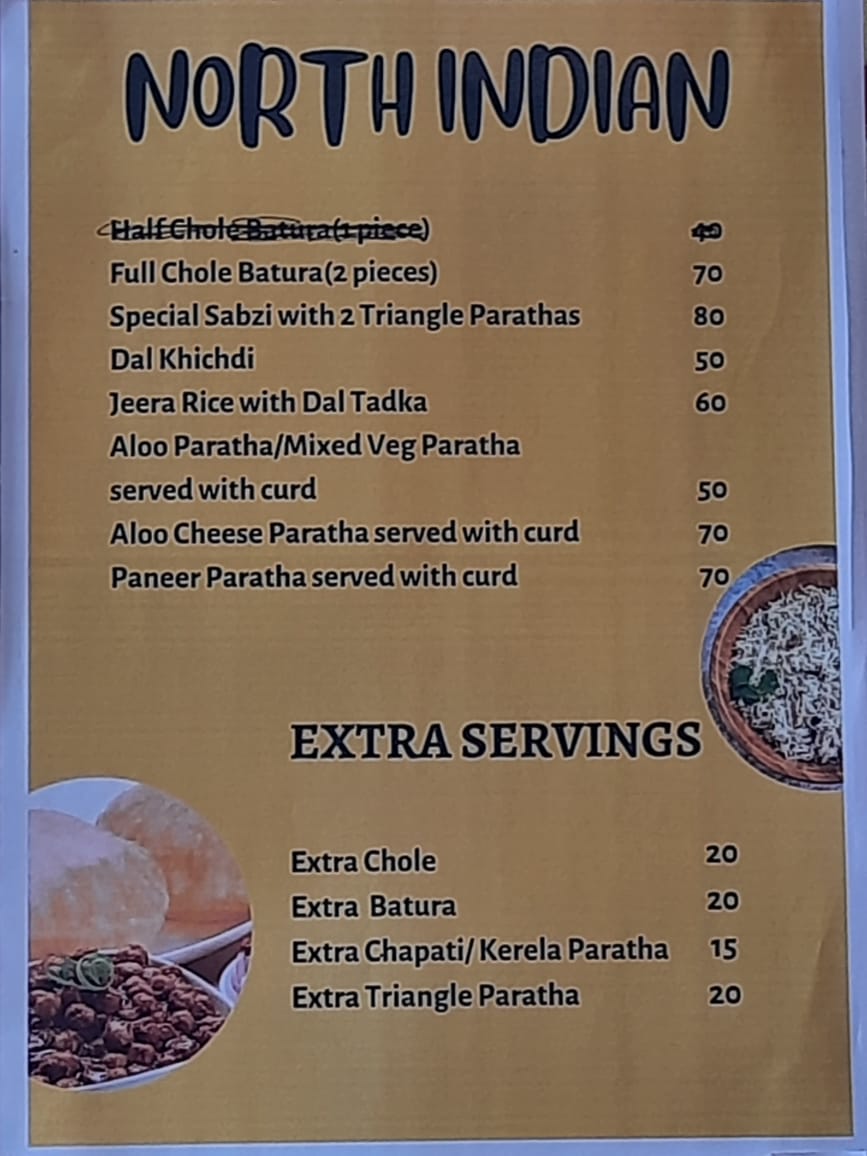 NORTH INDIAN
Half Chole Batura(1 piece) 40
Full Chole Batura(2 pieces) 70
Special Sabzi with 2 Triangle Parathas 80
Dal Khichdi 50
Jeera Rice with Dal Tadka 60
Aloo Paratha/Mixed Veg Paratha
served with curd 50
Aloo Cheese Paratha served with curd 70
Paneer Paratha served with curd 70
EXTRA SERVINGS
Extra Chole 20
Extra Batura 20
Extra Chapati/ Kerela Paratha 15
Extra Triangle Paratha 20